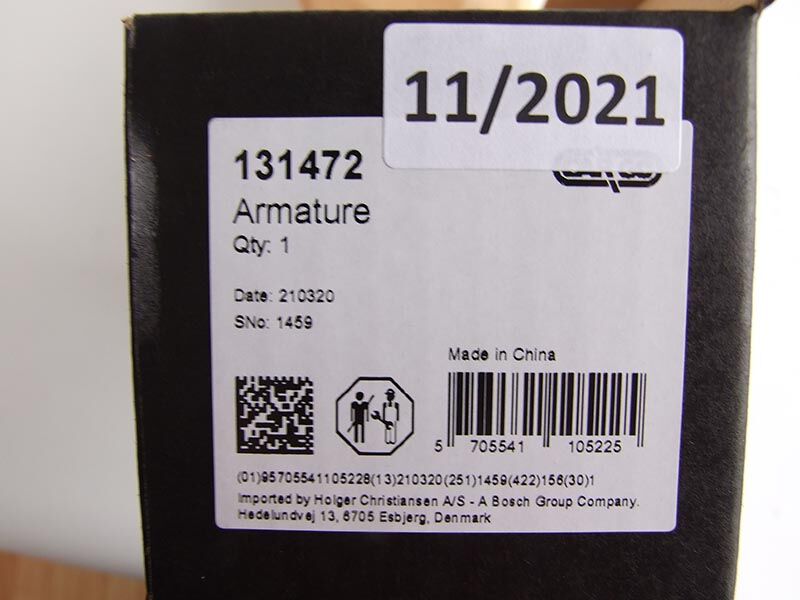 11/2021
131472
Armature
Qty: 1
Date: 210320
SNo: 1459
Made in China
5 705541 105225
(01)95705541105228(13)210320(251)1459(422)156(30)1
Imported by Holger Christiansen A/S - A Bosch Group Company.
Hedelundvej 13, 6705 Esbjerg, Denmark